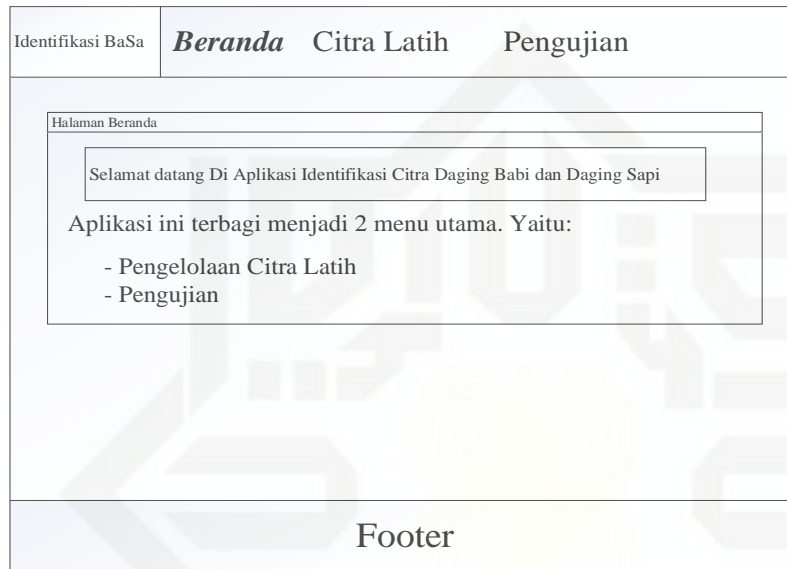 Identifikasi BaSa Beranda Citra Latih Pengujian
Halaman Beranda
Selamat datang Di Aplikasi Identifikasi Citra Daging Babi dan Daging Sapi
Aplikasi ini terbagi menjadi 2 menu utama. Yaitu:
- Pengelolaan Citra Latih
- Pengujian
Footer